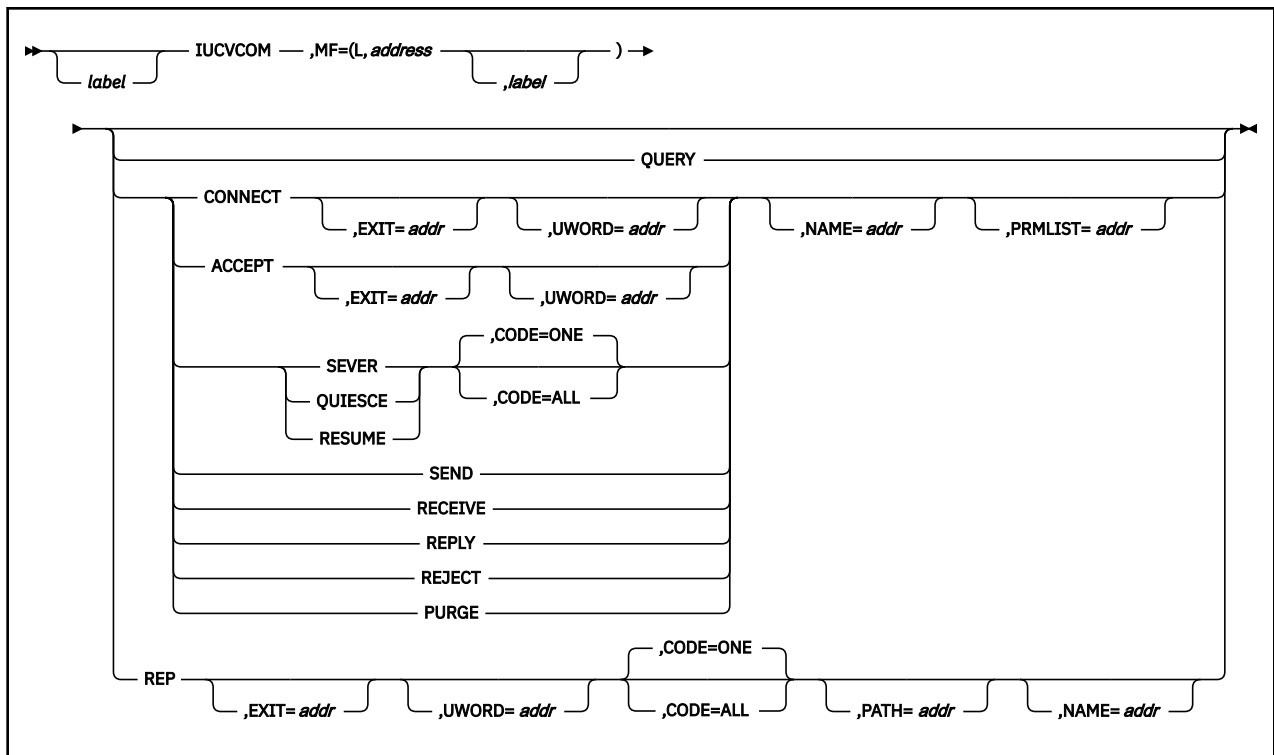 IUCVCOM ,MF=(L, address )
label ,label
QUERY
CONNECT
,EXIT= addr ,UWORD= addr ,NAME= addr ,PRMLIST= addr
ACCEPT
,EXIT= addr ,UWORD= addr
,CODE=ONE
SEVER
,CODE=ALL
QUIESCE
RESUME
SEND
RECEIVE
REPLY
REJECT
PURGE
,CODE=ONE
REP
,EXIT= addr ,UWORD= addr ,CODE=ALL ,PATH= addr ,NAME= addr